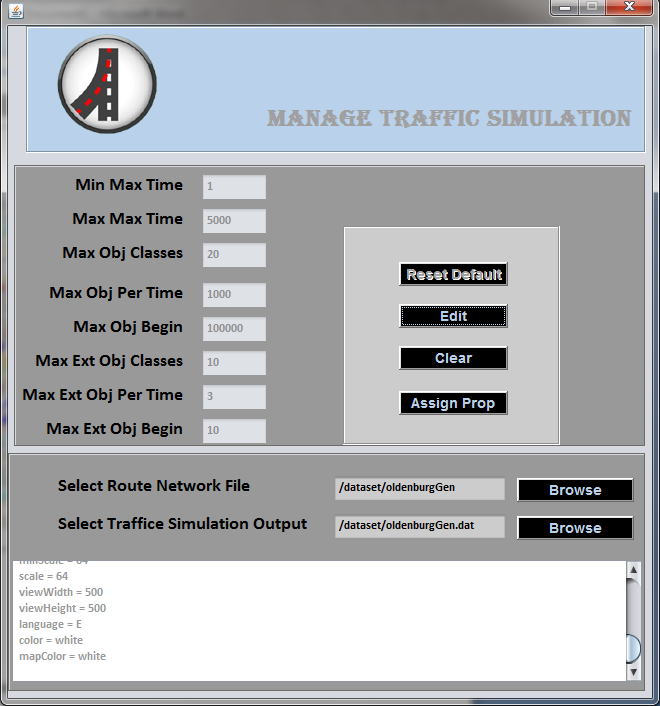 MANAGE TRAFFIC SIMULATION
Min Max Time 1
Max Max Time 5000
Max Obj Classes 20
Max Obj Per Time 1000
Max Obj Begin 100000
Max Ext Obj Classes 10
Max Ext Obj Per Time 3
Max Ext Obj Begin 10
Reset Default
Edit
Clear
Assign Prop
Select Route Network File /dataset/oldenburgGen Browse
Select Traffice Simulation Output /dataset/oldenburgGen.dat Browse
minScale = 64
scale = 64
viewWidth = 500
viewHeight = 500
language = E
color = white
mapColor = white